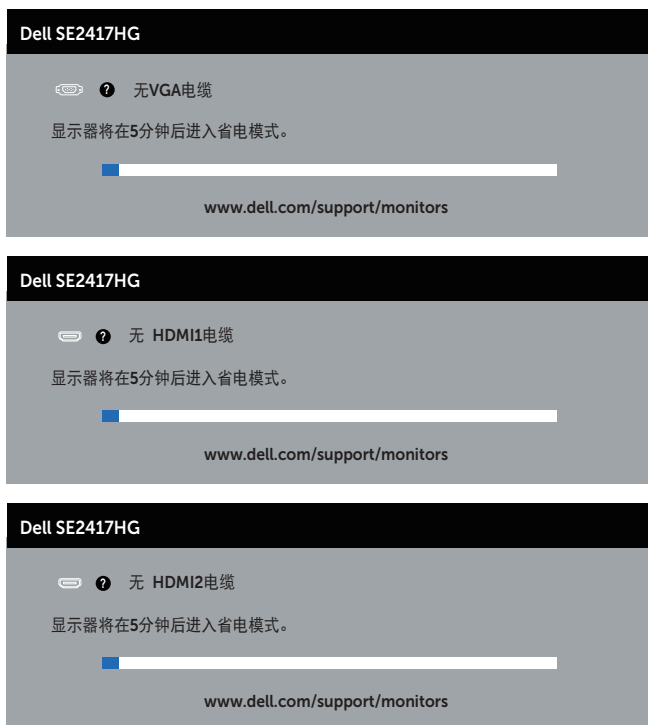 Dell SE2417HG
? 无VGA电缆
显示器将在5分钟后进入省电模式。
www.dell.com/support/monitors
Dell SE2417HG
? 无 HDMI1电缆
显示器将在5分钟后进入省电模式。
www.dell.com/support/monitors
Dell SE2417HG
? 无 HDMI2电缆
显示器将在5分钟后进入省电模式。
www.dell.com/support/monitors